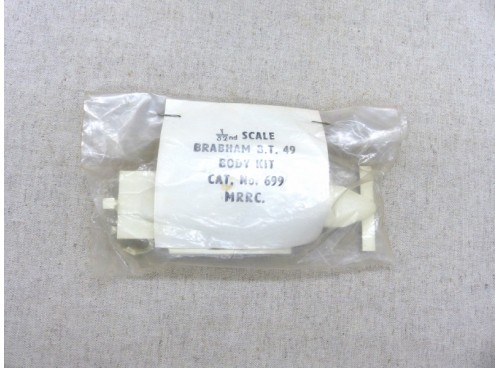 1/32nd SCALE
BRABHAM B.T. 49
BODY KIT
CAT. No. 699
MRRC.